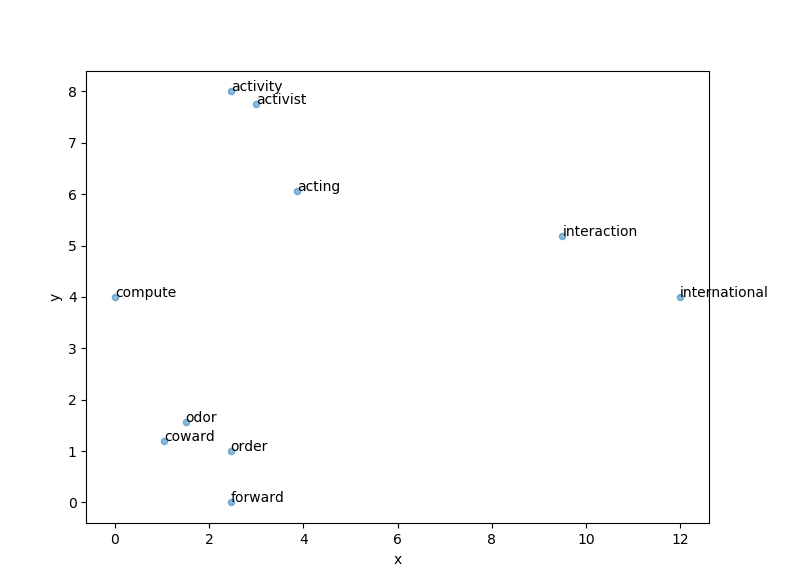 activity
activist
acting
interaction
compute
international
odor
coward
order
forward
8
7
6
5
4
3
2
1
0
y
0 2 4 6 8 10 12
x